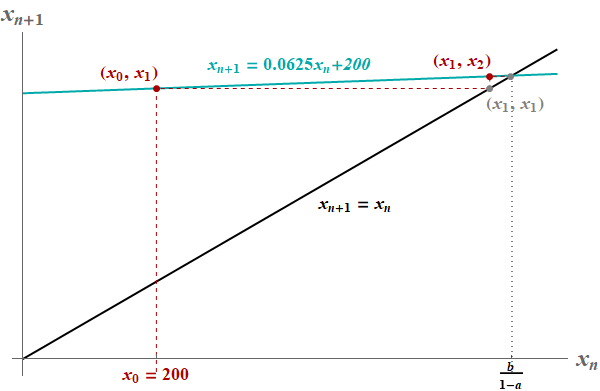 xₙ₊₁
xₙ₊₁ = 0.0625xₙ+200
(x₀, x₁)
(x₁, x₂)
(x₁, x₁)
xₙ₊₁ = xₙ
x₀ = 200
b
1-a
xₙ